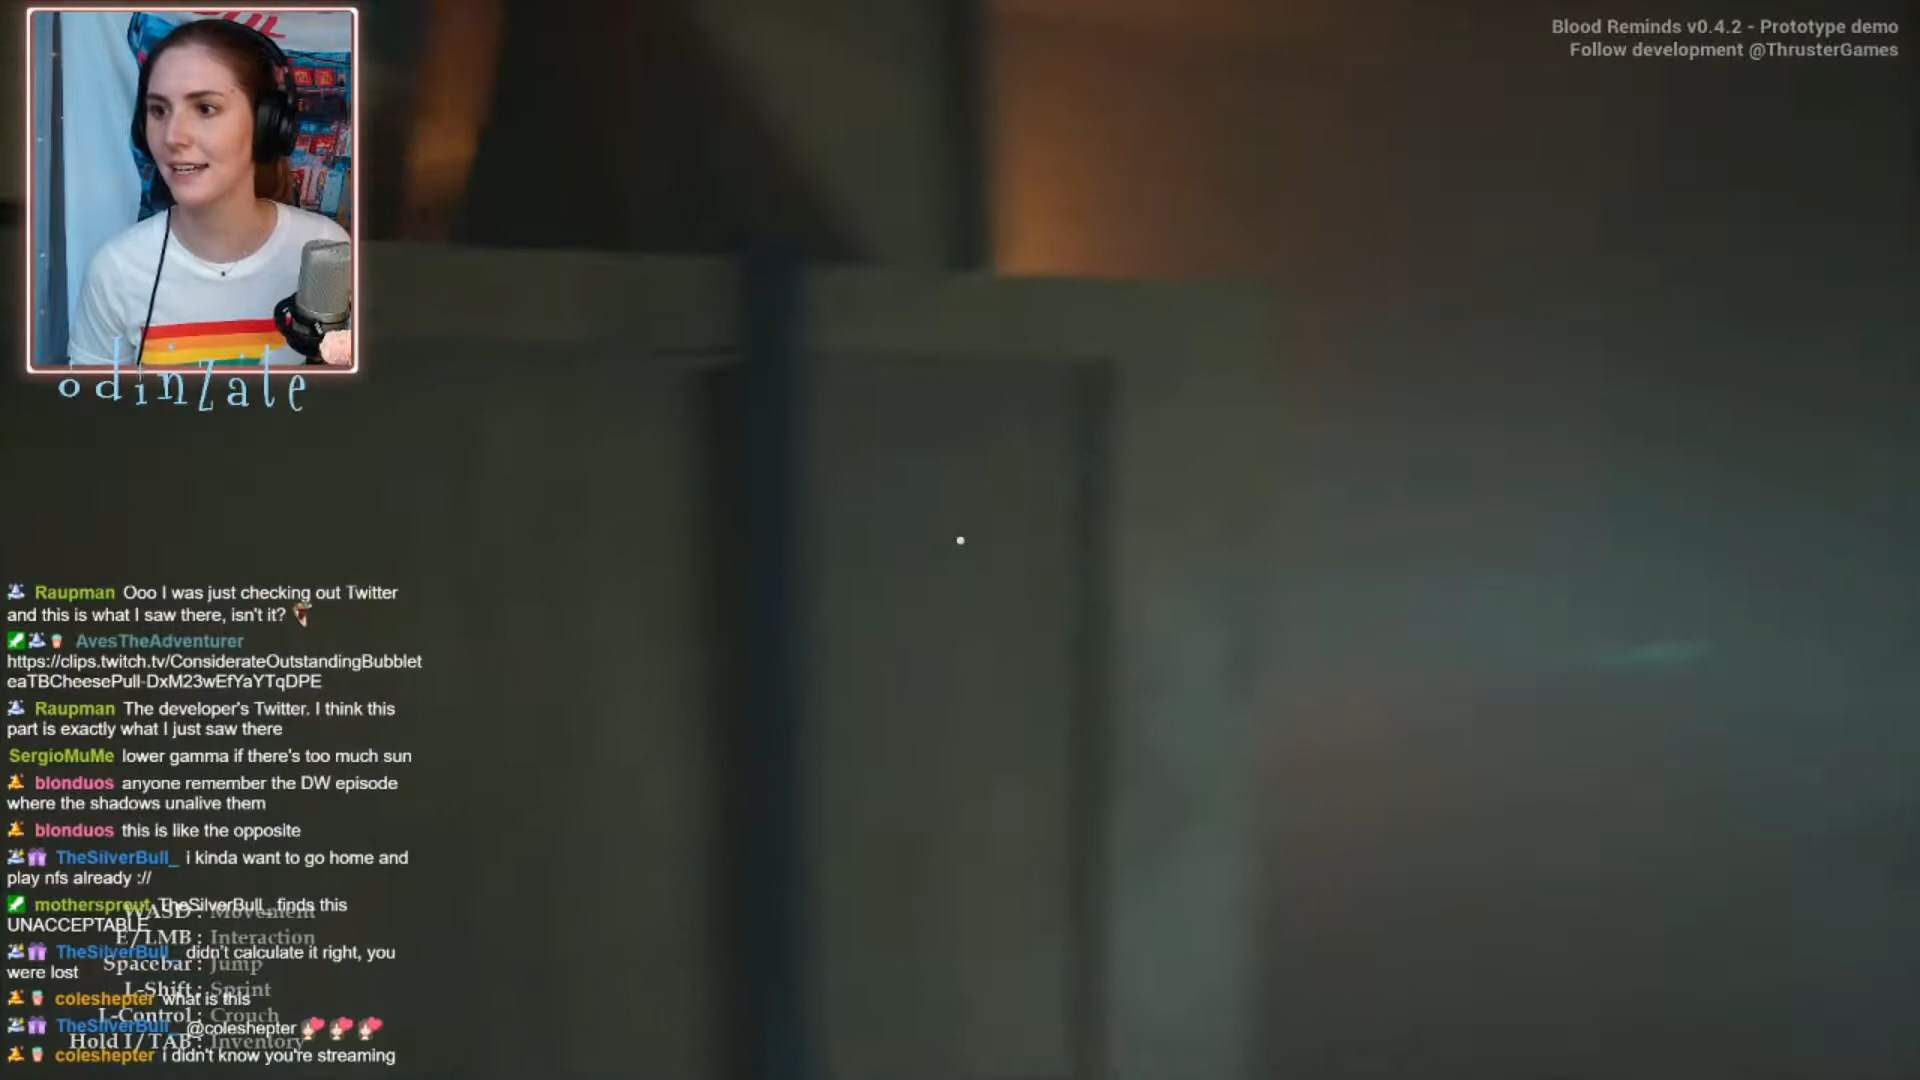 Blood Reminds v0.4.2 - Prototype demo
Follow development @ThrusterGames
odinzate
Raupman Ooo I was just checking out Twitter
and this is what I saw there, isn't it?
AvesTheAdventurer
https://clips.twitch.tv/ConsiderateOutstandingBubblet
eaTBCheesePull-DxM23wEfYaYTqDPE
Raupman The developer's Twitter. I think this
part is exactly what I just saw there
SergioMuMe lower gamma if there's too much sun
blonduos anyone remember the DW episode
where the shadows unalive them
blonduos this is like the opposite
TheSilverBull_ i kinda want to go home and
play nfs already ://
mothersprout TheSilverBull_ finds this
UNACCEPTABLE
WASD : Movement
E/LMB : Interaction
TheSilverBull_ didn't calculate it right, you
were lost
Spacebar : Jump
L-Shift : Sprint
coleshepter what is this
L-Control : Crouch
TheSilverBull_ @coleshepter
Hold I/TAB : Inventory
coleshepter i didn't know you're streaming